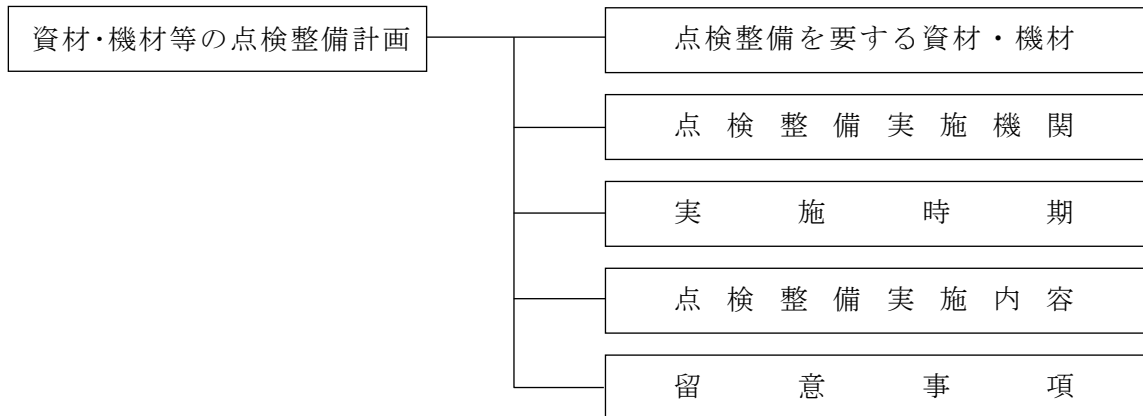 資材・機材等の点検整備計画
点検整備を要する資材・機材
点検整備実施機関
実施時期
点検整備実施内容
留意事項